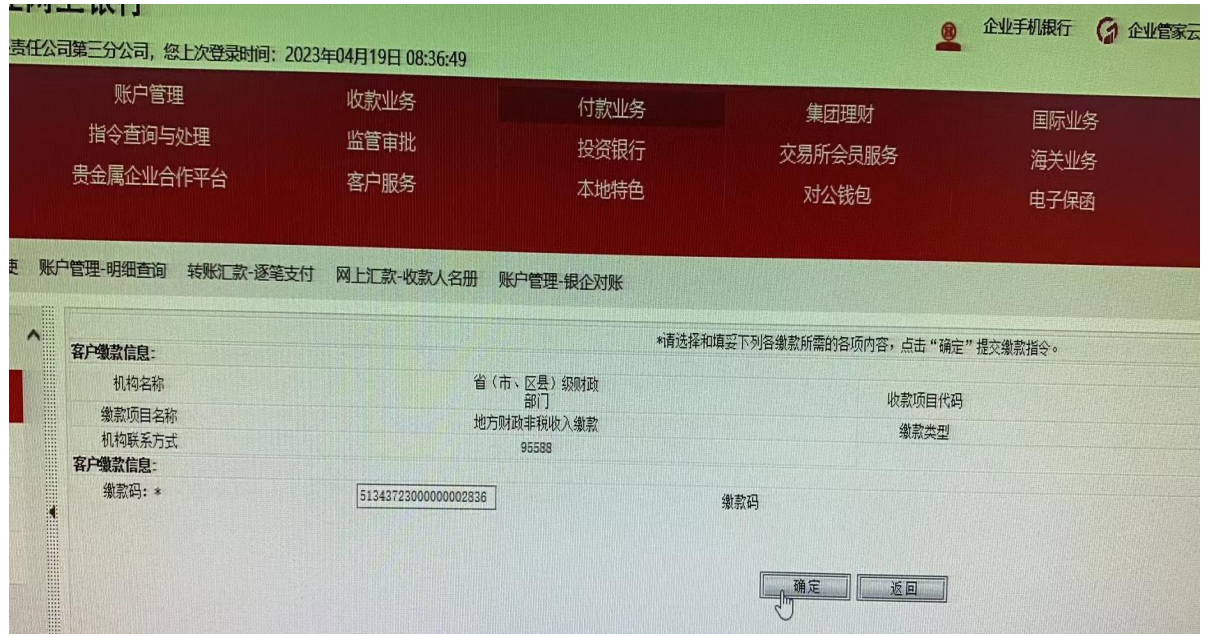 网上银行
责任公司第三分公司，您上次登录时间：2023年04月19日 08:36:49
企业手机银行
企业管家云
账户管理 收款业务 付款业务 集团理财 国际业务
指令查询与处理 监管审批 投资银行 交易所会员服务 海关业务
贵金属企业合作平台 客户服务 本地特色 对公钱包 电子保函
账户管理-明细查询 转账汇款-逐笔支付 网上汇款-收款人名册 账户管理-银企对账
*请选择和填妥下列各缴款所需的各项内容，点击“确定”提交缴款指令。
客户缴款信息：
机构名称 省（市、区县）级财政
部门 收款项目代码
缴款项目名称 地方财政非税收入缴款 缴款类型
机构联系方式 95588
客户缴款信息：
缴款码：* 51343723000000002836 缴款码
确定 返回